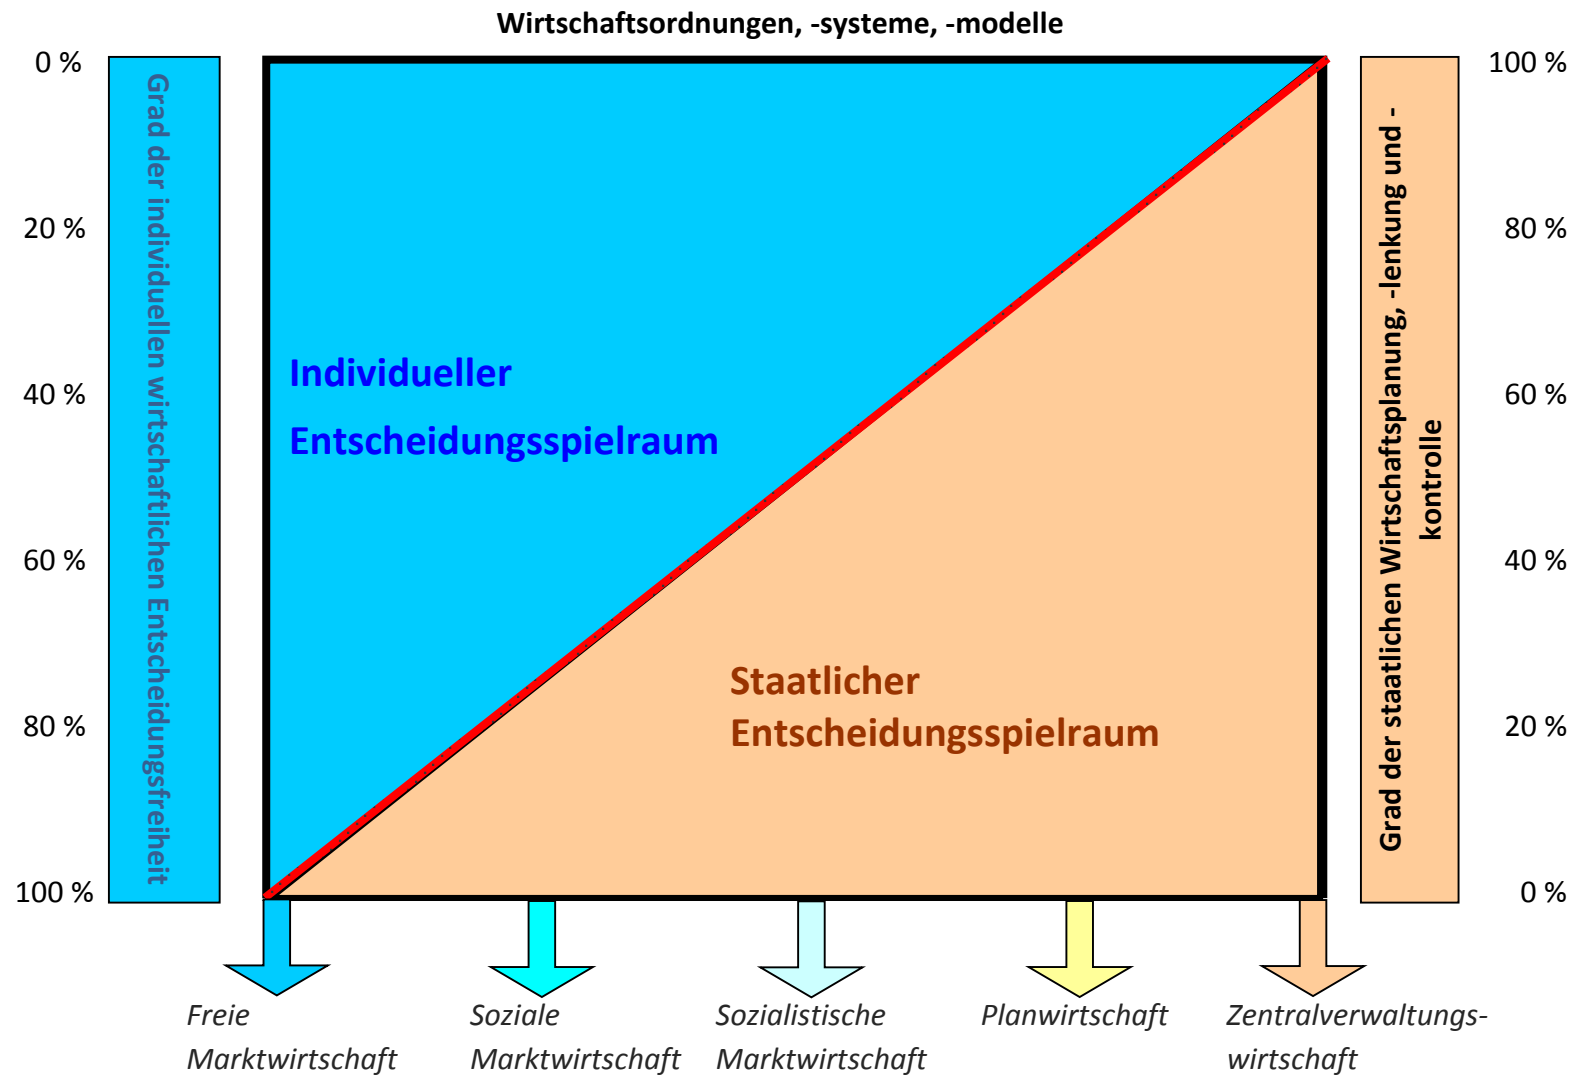 Wirtschaftsordnungen, -systeme, -modelle
0 %
20 %
40 %
60 %
80 %
100 %
Grad der individuellen wirtschaftlichen Entscheidungsfreiheit
Individueller
Entscheidungsspielraum
Staatlicher
Entscheidungsspielraum
Grad der staatlichen Wirtschaftsplanung, -lenkung und -
kontrolle
100 %
80 %
60 %
40 %
20 %
0 %
Freie
Marktwirtschaft
Soziale
Marktwirtschaft
Sozialistische
Marktwirtschaft
Planwirtschaft
Zentralverwaltungs-
wirtschaft